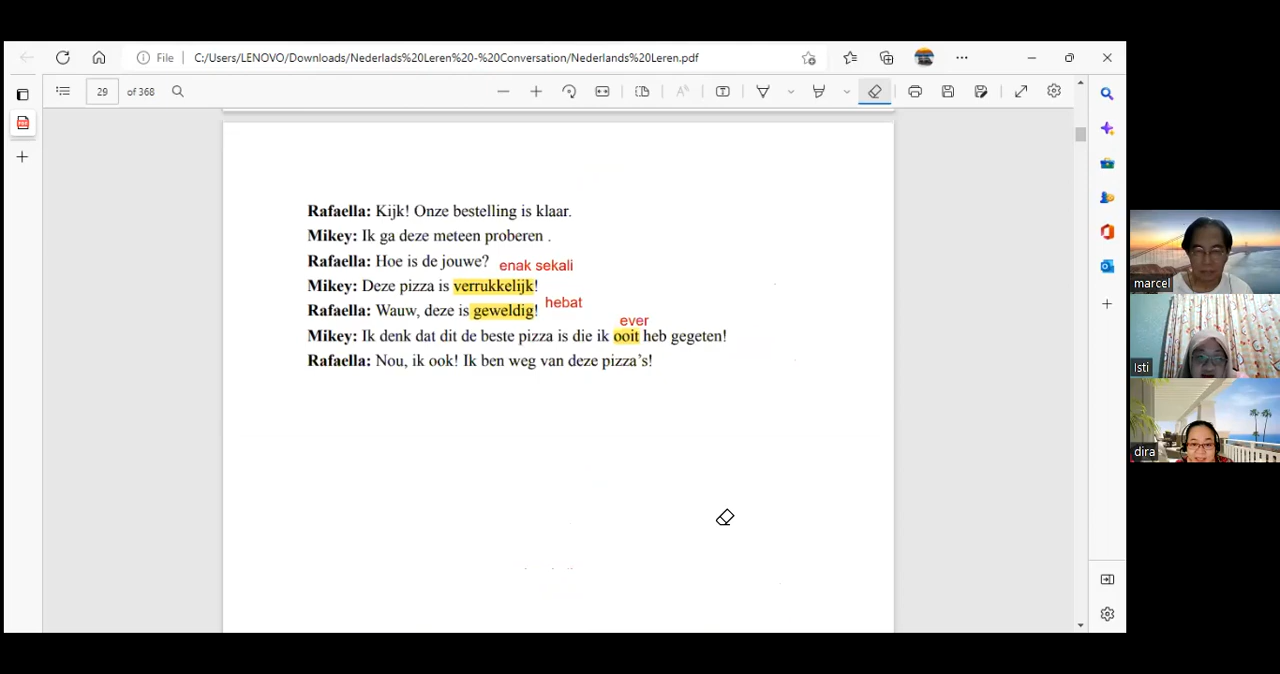 File C:/Users/LENOVO/Downloads/Nederlads%20Leren%20-%20Conversation/Nederlands%20Leren.pdf
29 of 368
Rafaella: Kijk! Onze bestelling is klaar.
Mikey: Ik ga deze meteen proberen .
Rafaella: Hoe is de jouwe?
enak sekali
Mikey: Deze pizza is verrukkelijk!
hebat
Rafaella: Wauw, deze is geweldig!
ever
Mikey: Ik denk dat dit de beste pizza is die ik ooit heb gegeten!
Rafaella: Nou, ik ook! Ik ben weg van deze pizza's!
marcel
Isti
dira